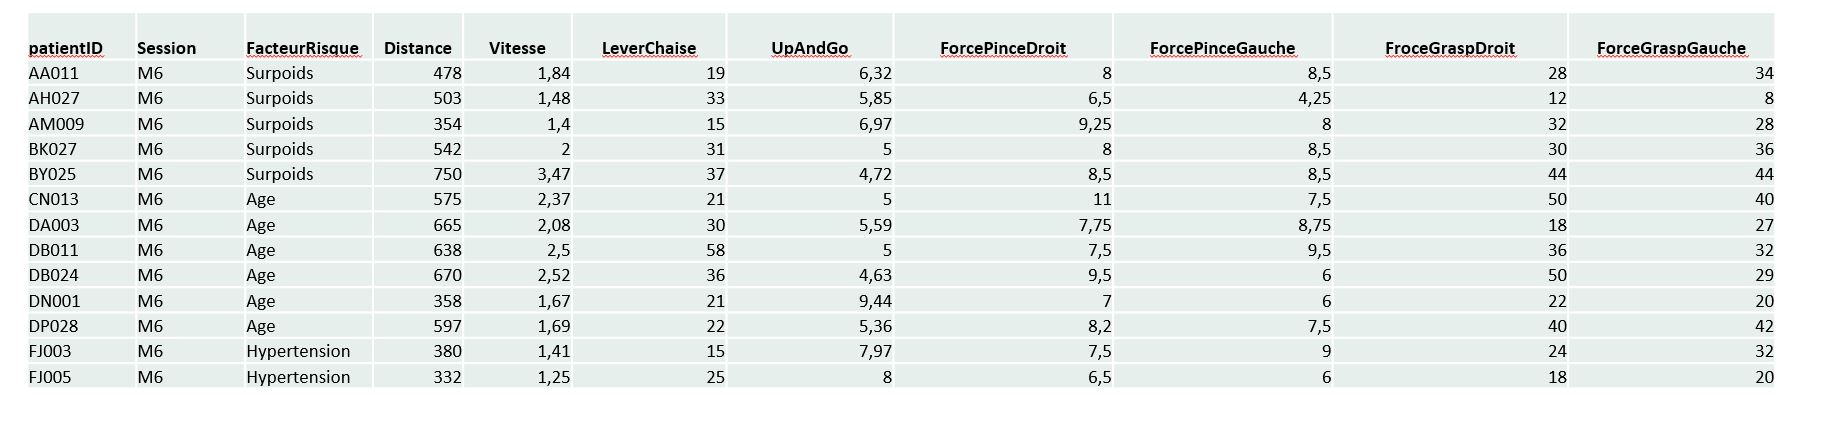 patientID Session FacteurRisque Distance Vitesse LeverChaise UpAndGo ForcePinceDroit ForcePinceGauche FroceGraspDroit ForceGraspGauche
AA011 M6 Surpoids 478 1,84 19 6,32 8 8,5 28 34
AH027 M6 Surpoids 503 1,48 33 5,85 6,5 4,25 12 8
AM009 M6 Surpoids 354 1,4 15 6,97 9,25 8 32 28
BK027 M6 Surpoids 542 2 31 5 8 8,5 30 36
BY025 M6 Surpoids 750 3,47 37 4,72 8,5 8,5 44 44
CN013 M6 Age 575 2,37 21 5 11 7,5 50 40
DA003 M6 Age 665 2,08 30 5,59 7,75 8,75 18 27
DB011 M6 Age 638 2,5 58 5 7,5 9,5 36 32
DB024 M6 Age 670 2,52 36 4,63 9,5 6 50 29
DN001 M6 Age 358 1,67 21 9,44 7 6 22 20
DP028 M6 Age 597 1,69 22 5,36 8,2 7,5 40 42
FJ003 M6 Hypertension 380 1,41 15 7,97 7,5 9 24 32
FJ005 M6 Hypertension 332 1,25 25 8 6,5 6 18 20